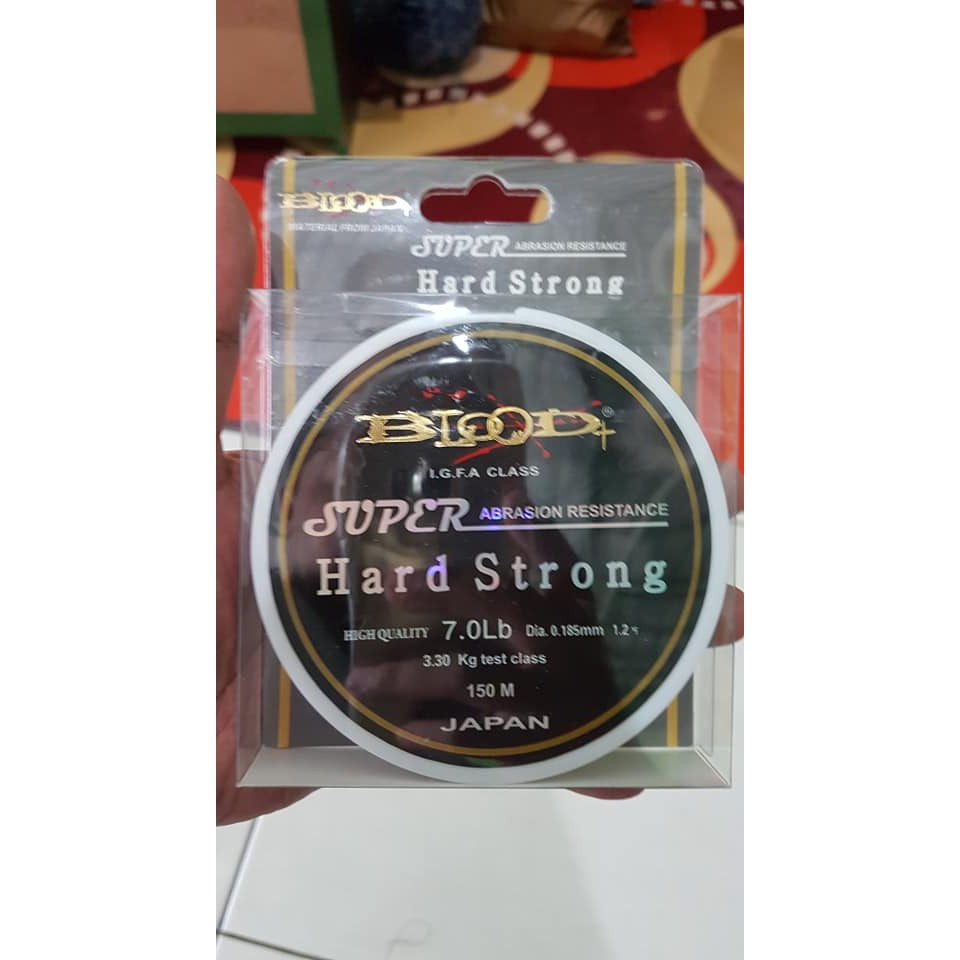 BLOOD
MATERIAL FROM JAPAN
SUPER ABRASION RESISTANCE
Hard Strong
BLOOD ®
I.G.F.A CLASS
SUPER ABRASION RESISTANCE
Hard Strong
HIGH QUALITY 7.0Lb Dia. 0.185mm 1.2
3.30 Kg test class
150 M
JAPAN